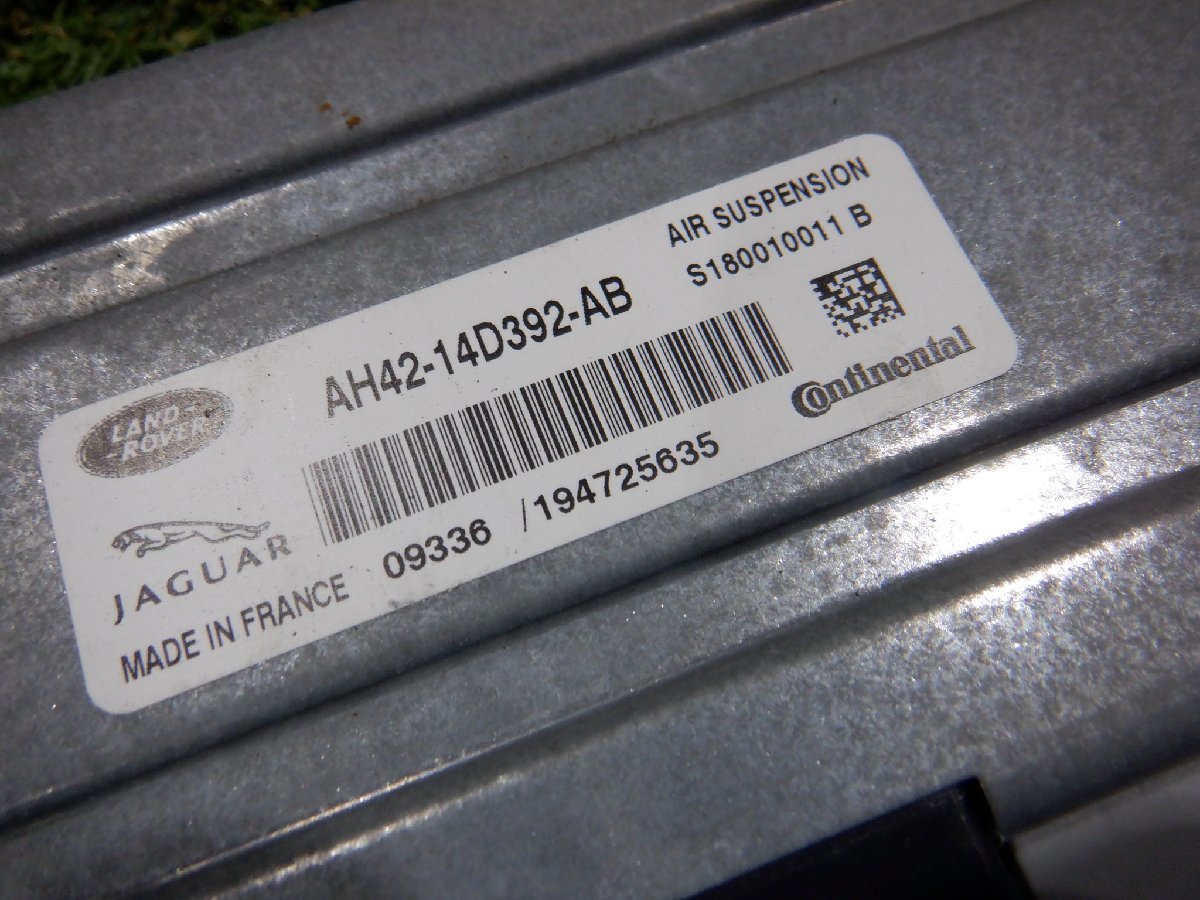 AIR SUSPENSION
S180010011 B
AH42-14D392-AB
LAND-
-ROVER
Continental
09336 /194725635
JAGUAR
MADE IN FRANCE